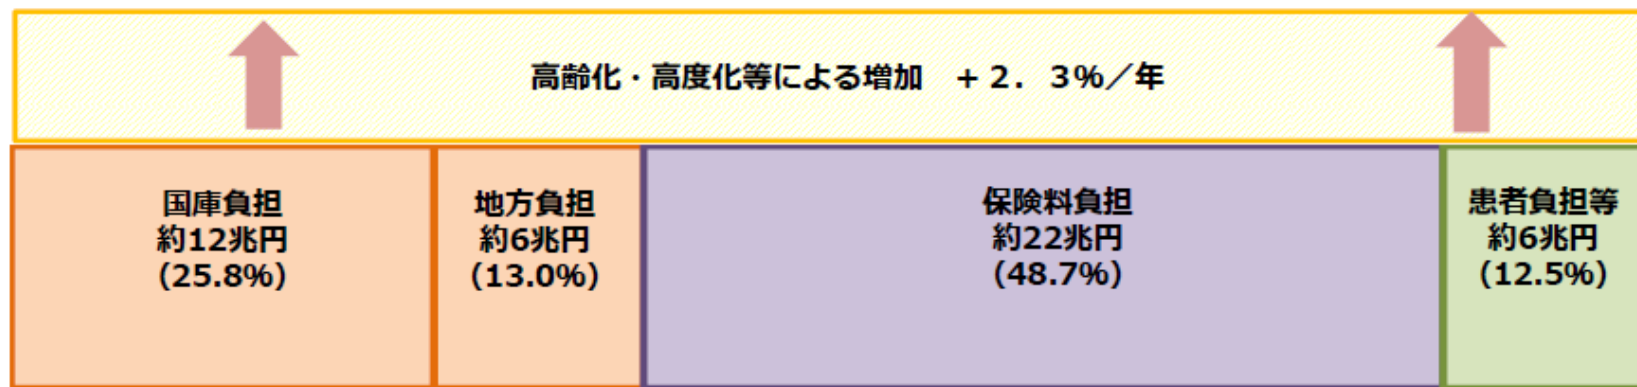 高齢化・高度化等による増加　+2．3%／年
国庫負担
約12兆円
(25.8%)
地方負担
約6兆円
(13.0%)
保険料負担
約22兆円
(48.7%)
患者負担等
約6兆円
(12.5%)